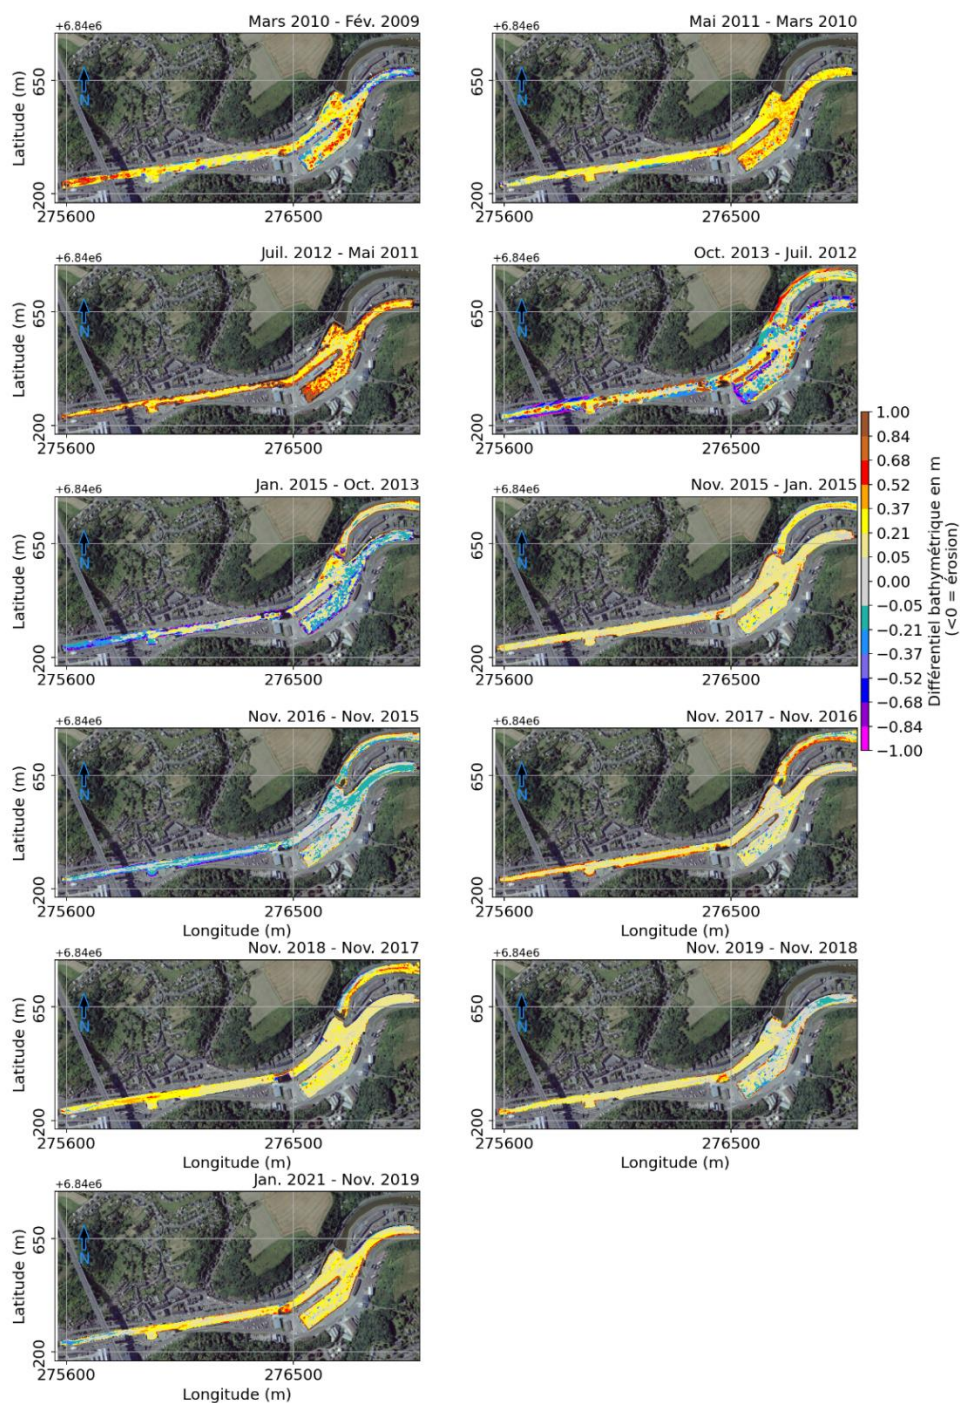 Mars 2010 - Fév. 2009
+6.84e6
Latitude (m)
650
200
N
275600
276500
Mai 2011 - Mars 2010
+6.84e6
650
200
N
275600
276500
Juil. 2012 - Mai 2011
+6.84e6
Latitude (m)
650
200
N
275600
276500
Oct. 2013 - Juil. 2012
+6.84e6
650
200
N
275600
276500
Jan. 2015 - Oct. 2013
+6.84e6
Latitude (m)
650
200
N
275600
276500
Nov. 2015 - Jan. 2015
+6.84e6
650
200
N
275600
276500
1.00
0.84
0.68
0.52
0.37
0.21
0.05
0.00
−0.05
−0.21
−0.37
−0.52
−0.68
−0.84
−1.00
Différentiel bathymétrique en m
(<0 = érosion)
Nov. 2016 - Nov. 2015
+6.84e6
Latitude (m)
650
200
N
275600
276500
Longitude (m)
Nov. 2017 - Nov. 2016
+6.84e6
650
200
N
275600
276500
Longitude (m)
Nov. 2018 - Nov. 2017
+6.84e6
Latitude (m)
650
200
N
275600
276500
Longitude (m)
Nov. 2019 - Nov. 2018
+6.84e6
650
200
N
275600
276500
Longitude (m)
Jan. 2021 - Nov. 2019
+6.84e6
Latitude (m)
650
200
N
275600
276500
Longitude (m)